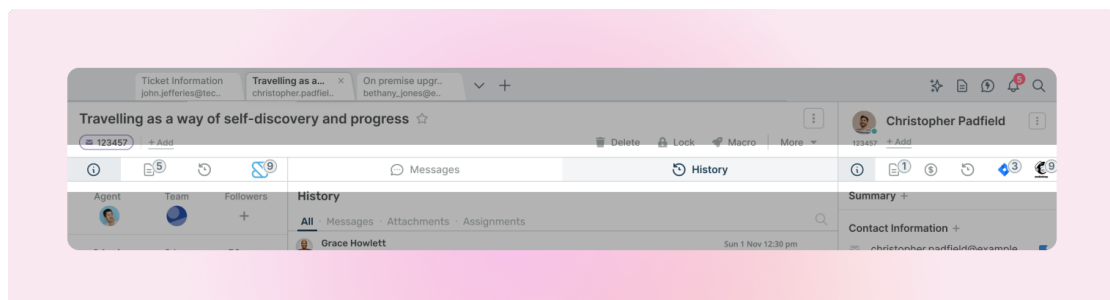 Ticket Information
john.jefferies@tec..
Travelling as a... ×
christopher.padfiel..
On premise upgr..
bethany_jones@e..
5
Travelling as a way of self-discovery and progress
123457
+ Add
Delete
Lock
Macro
More
Christopher Padfield
123457
+ Add
5
9
Messages
History
1
3
9
Agent
Team
Followers
+
History
All · Messages · Attachments · Assignments
Grace Howlett
Sun 1 Nov 12:30 pm
Summary +
Contact Information +
christopher.padfield@example